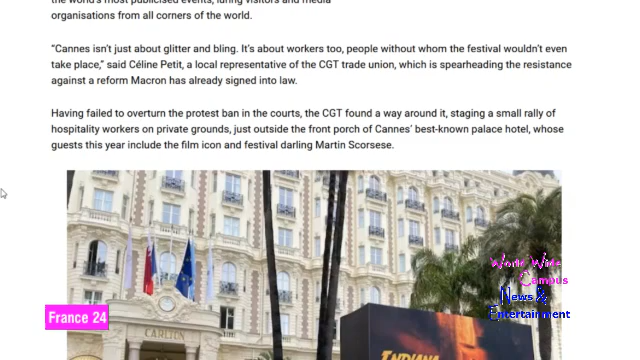 the world's most publicised events, luring visitors and media
organisations from all corners of the world.
“Cannes isn’t just about glitter and bling. It’s about workers too, people without whom the festival wouldn’t even
take place,” said Céline Petit, a local representative of the CGT trade union, which is spearheading the resistance
against a reform Macron has already signed into law.
Having failed to overturn the protest ban in the courts, the CGT found a way around it, staging a small rally of
hospitality workers on private grounds, just outside the front porch of Cannes’ best-known palace hotel, whose
guests this year include the film icon and festival darling Martin Scorsese.
World Wide
Campus
News &
Entertainment
France 24
CARLTON
INDIANA